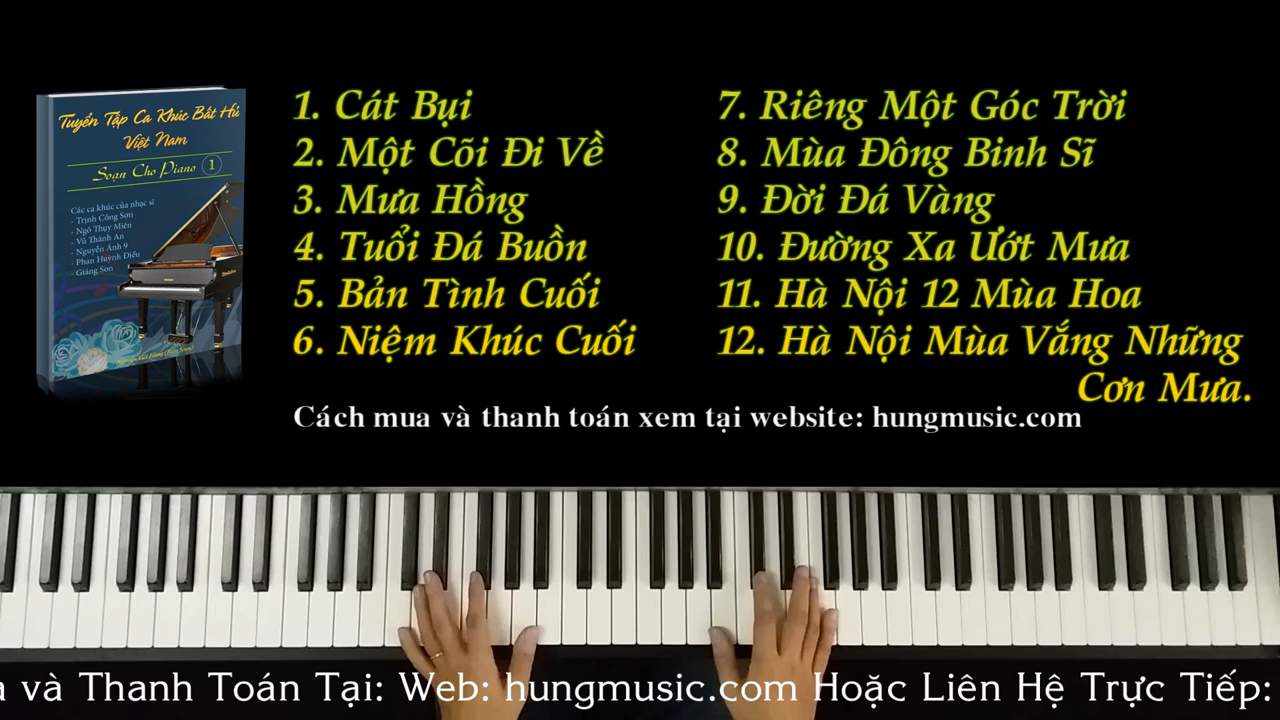 Tuyển Tập Ca Khúc Bất Hủ
Việt Nam
Soạn Cho Piano 1
Các ca khúc của nhạc sĩ
- Trịnh Công Sơn
- Ngô Thụy Miên
- Vũ Thành An
- Nguyễn Ánh 9
- Phan Huỳnh Điểu
- Giáng Son
1. Cát Bụi
2. Một Cõi Đi Về
3. Mưa Hồng
4. Tuổi Đá Buồn
5. Bản Tình Cuối
6. Niệm Khúc Cuối
7. Riêng Một Góc Trời
8. Mùa Đông Binh Sĩ
9. Đời Đá Vàng
10. Đường Xa Ướt Mưa
11. Hà Nội 12 Mùa Hoa
12. Hà Nội Mùa Vắng Những
Cơn Mưa.
Cách mua và thanh toán xem tại website: hungmusic.com
a và Thanh Toán Tại: Web: hungmusic.com Hoặc Liên Hệ Trực Tiếp: